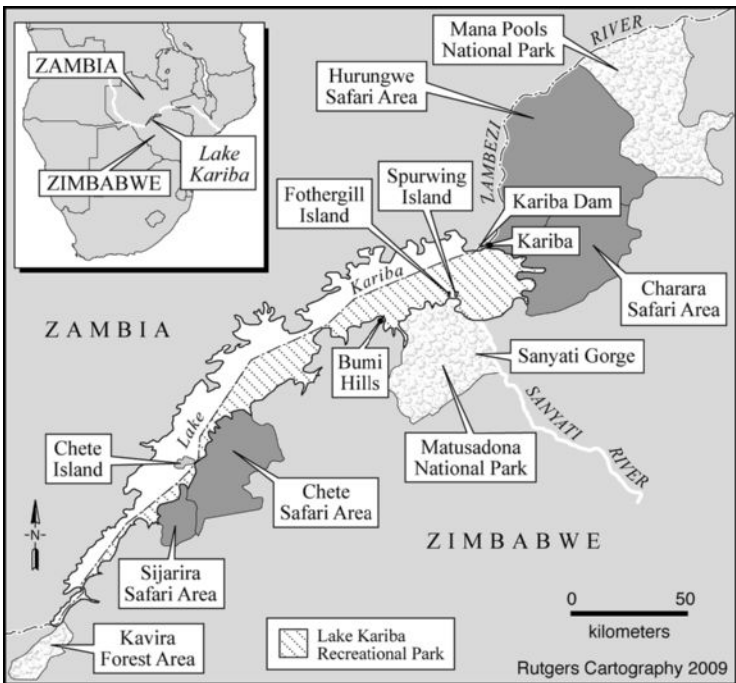 ZAMBIA
ZIMBABWE
Lake
Kariba
Mana Pools
National Park
RIVER
Hurungwe
Safari Area
ZAMBEZI
Spurwing
Island
Fothergill
Island
Kariba Dam
Kariba
Charara
Safari Area
Kariba
ZAMBIA
Bumi
Hills
Sanyati Gorge
SANYATI
RIVER
Matusadona
National Park
Lake
Chete
Island
Chete
Safari Area
N
ZIMBABWE
Sijarira
Safari Area
Kavira
Forest Area
Lake Kariba
Recreational Park
0 50
kilometers
Rutgers Cartography 2009